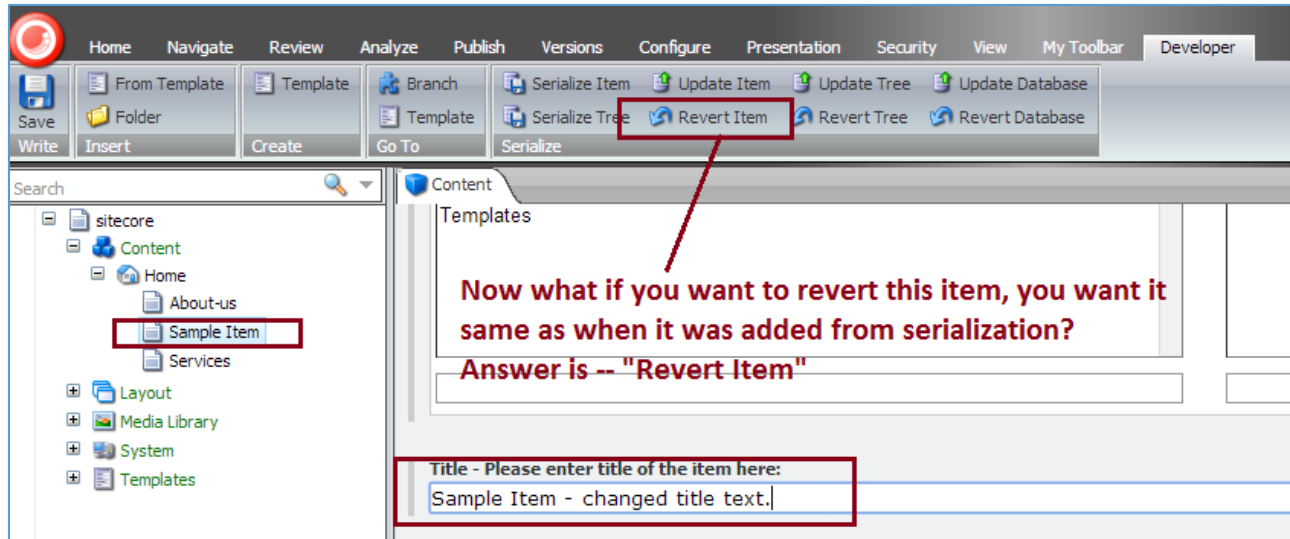 Home Navigate Review Analyze Publish Versions Configure Presentation Security View My Toolbar Developer
From Template Template Branch Serialize Item Update Item Update Tree Update Database
Save Folder Template Serialize Tree Revert Item Revert Tree Revert Database
Write Insert Create Go To Serialize
Search
Content
sitecore
Content
Home
About-us
Sample Item
Services
Layout
Media Library
System
Templates
Templates
Now what if you want to revert this item, you want it
same as when it was added from serialization?
Answer is -- "Revert Item"
Title - Please enter title of the item here:
Sample Item - changed title text.